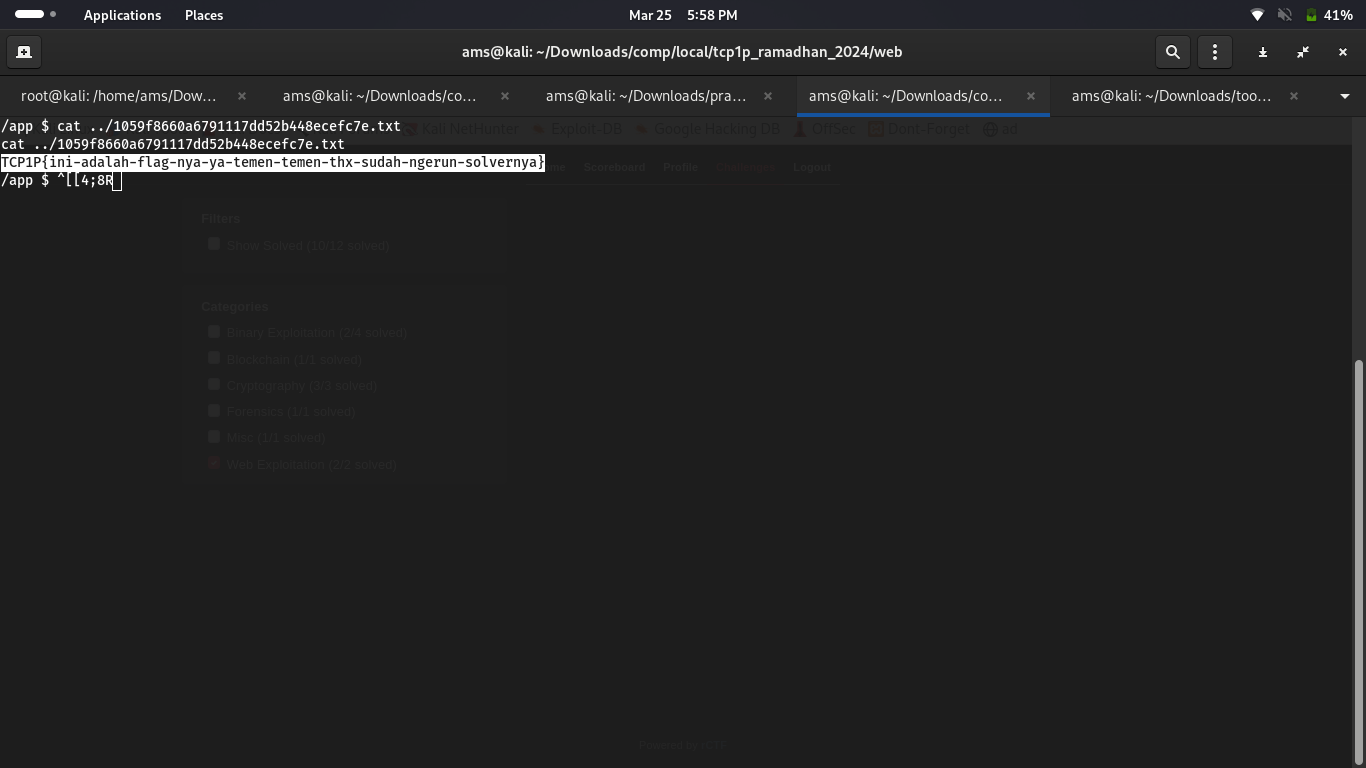 Applications Places Mar 25 5:58 PM 41%
ams@kali: ~/Downloads/comp/local/tcp1p_ramadhan_2024/web
root@kali: /home/ams/Dow... ams@kali: ~/Downloads/co... ams@kali: ~/Downloads/pra... ams@kali: ~/Downloads/co... ams@kali: ~/Downloads/too...
/app $ cat ../1059f8660a6791117dd52b448ecefc7e.txt
Kali NetHunter Exploit-DB Google Hacking DB OffSec Dont-Forget ad
cat ../1059f8660a6791117dd52b448ecefc7e.txt
TCP1P{ini-adalah-flag-nya-ya-temen-temen-thx-sudah-ngerun-solvernya}
Scoreboard Profile Challenges Logout
/app $ ^[[4;8R
Filters
Show Solved (10/12 solved)
Categories
Binary Exploitation (2/4 solved)
Blockchain (1/1 solved)
Cryptography (3/3 solved)
Forensics (1/1 solved)
Misc (1/1 solved)
Web Exploitation (2/2 solved)
Powered by rCTF